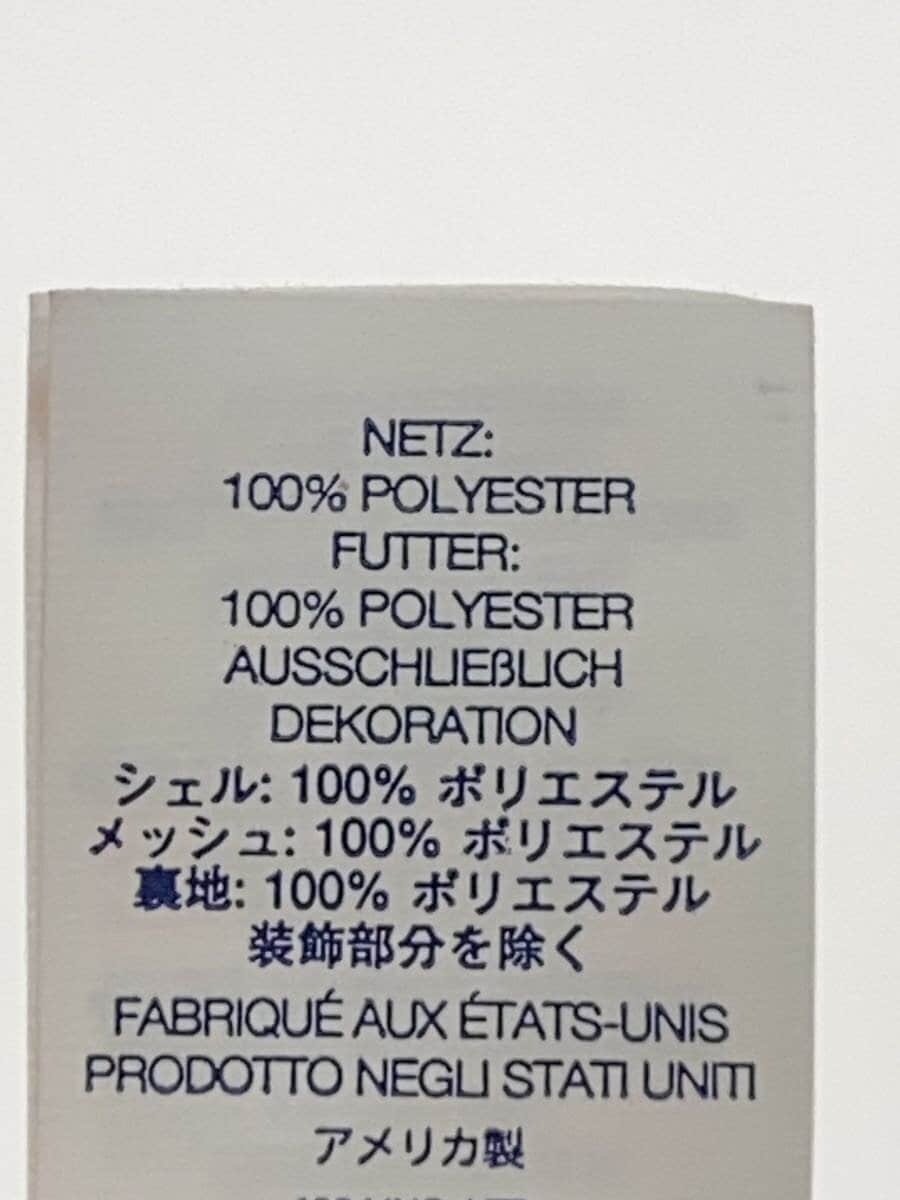 NETZ:
100% POLYESTER
FUTTER:
100% POLYESTER
AUSSCHLIEßLICH
DEKORATION
シェル: 100% ポリエステル
メッシュ: 100% ポリエステル
裏地: 100% ポリエステル
装飾部分を除く
FABRIQUÉ AUX ÉTATS-UNIS
PRODOTTO NEGLI STATI UNITI
アメリカ製